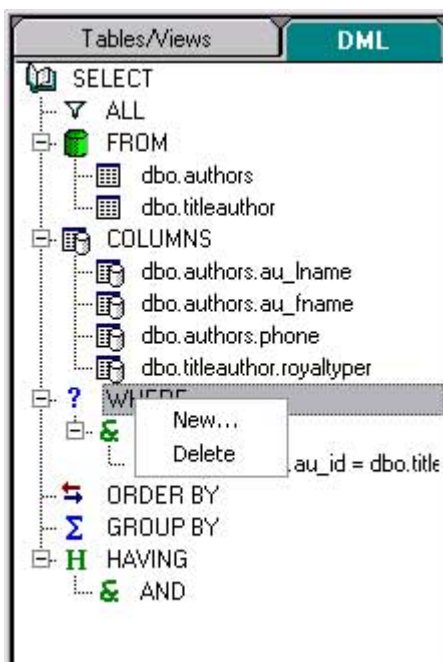 Tables/Views DML
SELECT
ALL
FROM
dbo.authors
dbo.titleauthor
COLUMNS
dbo.authors.au_lname
dbo.authors.au_fname
dbo.authors.phone
dbo.titleauthor.royaltyper
? WHERE
New...
&
Delete
.au_id = dbo.title
ORDER BY
Σ GROUP BY
H HAVING
& AND